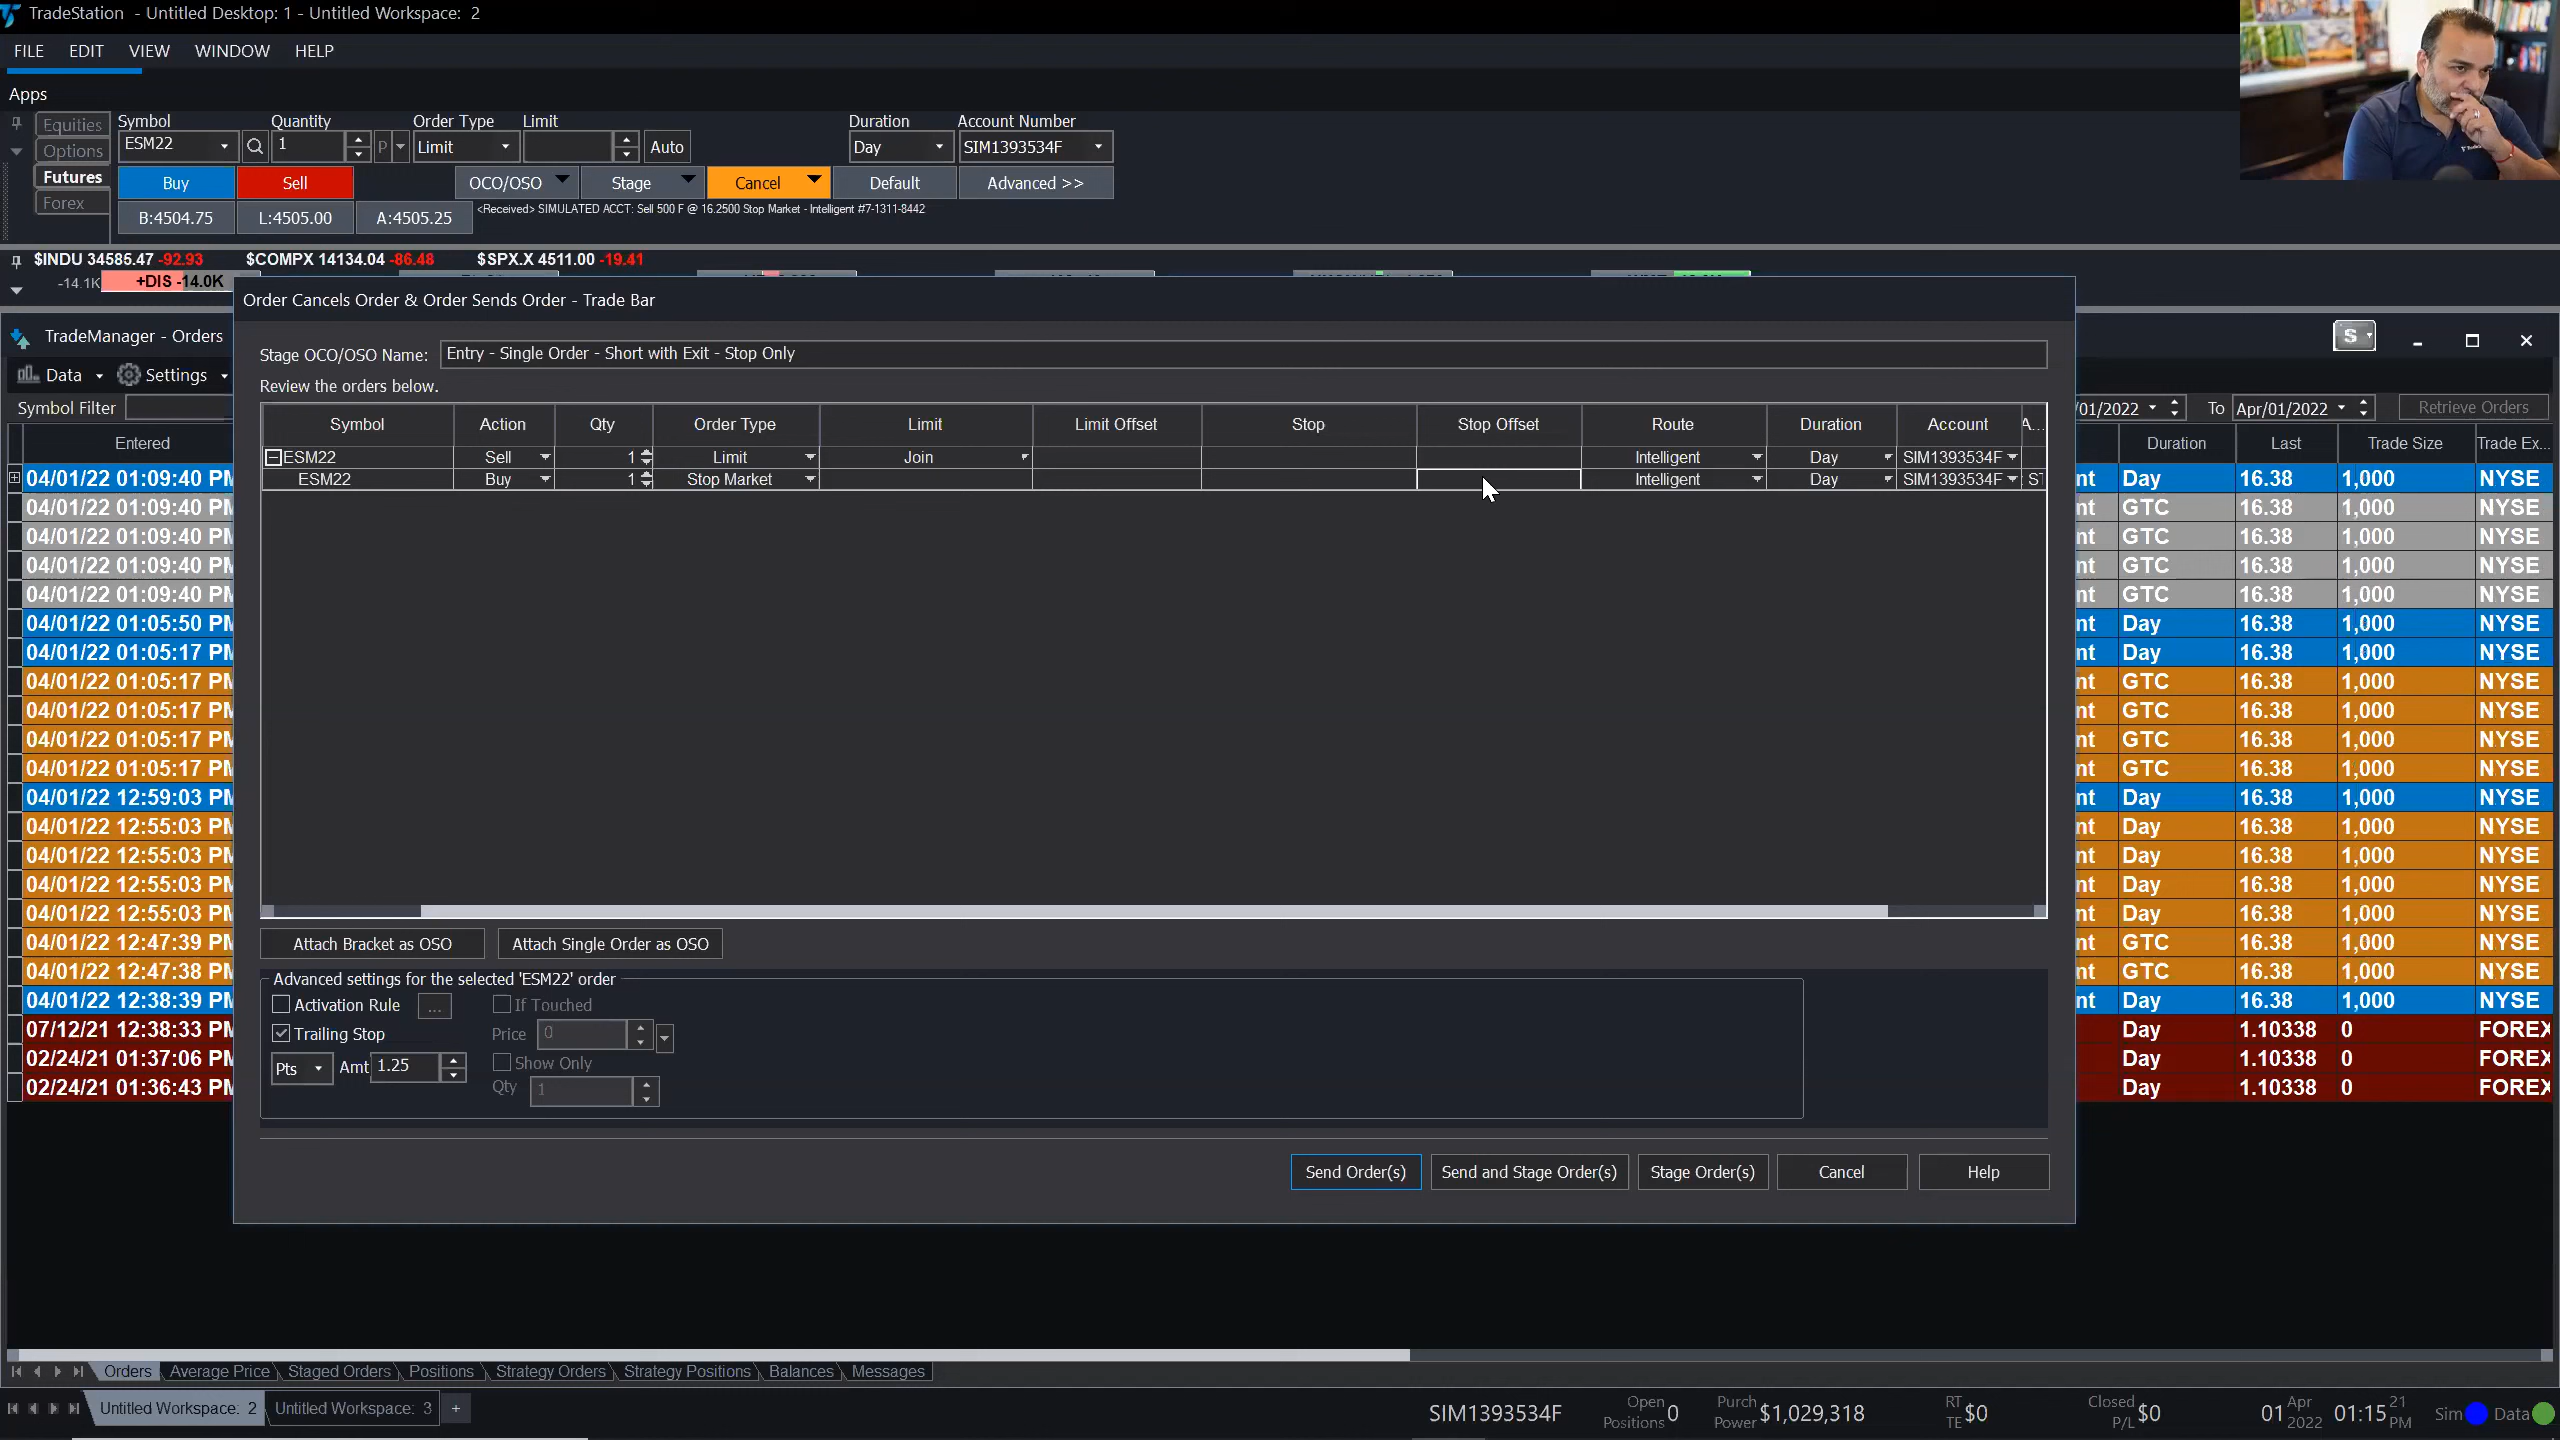 TradeStation - Untitled Desktop: 1 - Untitled Workspace: 2
FILE EDIT VIEW WINDOW HELP
Apps
Equities
Options
Futures
Forex
Symbol Quantity Order Type Limit Duration Account Number
ESM22 1 P Limit Auto Day SIM1393534F
Buy Sell OCO/OSO Stage Cancel Default Advanced >>
B:4504.75 L:4505.00 A:4505.25 <Received> SIMULATED ACCT: Sell 500 F @ 16.2500 Stop Market - Intelligent #7-1311-8442
$INDU 34585.47 -92.93 $COMPX 14134.04 -86.48 $SPX.X 4511.00 -19.41
-14.1K +DIS -14.0K
Order Cancels Order & Order Sends Order - Trade Bar
TradeManager - Orders
Data Settings
Symbol Filter
/01/2022 To Apr/01/2022 Retrieve Orders
Stage OCO/OSO Name: Entry - Single Order - Short with Exit - Stop Only
Review the orders below.
Symbol Action Qty Order Type Limit Limit Offset Stop Stop Offset Route Duration Account A...
ESM22 Sell 1 Limit Join Intelligent Day SIM1393534F
ESM22 Buy 1 Stop Market Intelligent Day SIM1393534F
Attach Bracket as OSO Attach Single Order as OSO
Advanced settings for the selected 'ESM22' order
Activation Rule ... If Touched
Trailing Stop Price 0
Pts Amt 1.25 Show Only
Qty 1
Send Order(s) Send and Stage Order(s) Stage Order(s) Cancel Help
Entered Duration Last Trade Size Trade Ex...
04/01/22 01:09:40 PM nt Day 16.38 1,000 NYSE
04/01/22 01:09:40 PM nt GTC 16.38 1,000 NYSE
04/01/22 01:09:40 PM nt GTC 16.38 1,000 NYSE
04/01/22 01:09:40 PM nt GTC 16.38 1,000 NYSE
04/01/22 01:09:40 PM nt GTC 16.38 1,000 NYSE
04/01/22 01:05:50 PM nt Day 16.38 1,000 NYSE
04/01/22 01:05:17 PM nt Day 16.38 1,000 NYSE
04/01/22 01:05:17 PM nt GTC 16.38 1,000 NYSE
04/01/22 01:05:17 PM nt GTC 16.38 1,000 NYSE
04/01/22 01:05:17 PM nt GTC 16.38 1,000 NYSE
04/01/22 01:05:17 PM nt GTC 16.38 1,000 NYSE
04/01/22 12:59:03 PM nt Day 16.38 1,000 NYSE
04/01/22 12:55:03 PM nt Day 16.38 1,000 NYSE
04/01/22 12:55:03 PM nt Day 16.38 1,000 NYSE
04/01/22 12:55:03 PM nt Day 16.38 1,000 NYSE
04/01/22 12:55:03 PM nt Day 16.38 1,000 NYSE
04/01/22 12:47:39 PM nt GTC 16.38 1,000 NYSE
04/01/22 12:47:38 PM nt GTC 16.38 1,000 NYSE
04/01/22 12:38:39 PM nt Day 16.38 1,000 NYSE
07/12/21 12:38:33 PM Day 1.10338 0 FOREX
02/24/21 01:37:06 PM Day 1.10338 0 FOREX
02/24/21 01:36:43 PM Day 1.10338 0 FOREX
Orders Average Price Staged Orders Positions Strategy Orders Strategy Positions Balances Messages
Untitled Workspace: 2 Untitled Workspace: 3 +
SIM1393534F Open Positions 0 Purch Power $1,029,318 RT TE $0 Closed P/L $0 01 Apr 2022 01:15 21 PM Sim Data